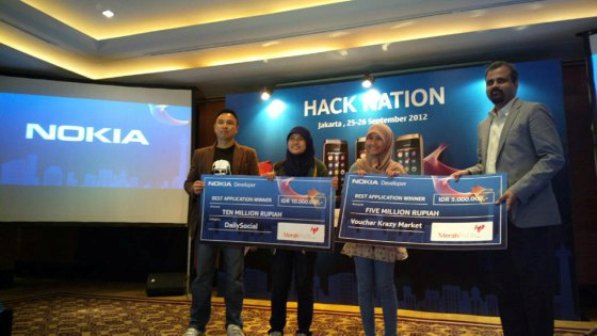 NOKIA
HACK NATION
Jakarta, 25-26 September 2012
NOKIA Developer
BEST APPLICATION WINNER
IDR 10.000.000,-
TEN MILLION RUPIAH
DailySocial
NOKIA Developer
BEST APPLICATION WINNER
IDR 5.000.000,-
FIVE MILLION RUPIAH
Voucher Krazy Market